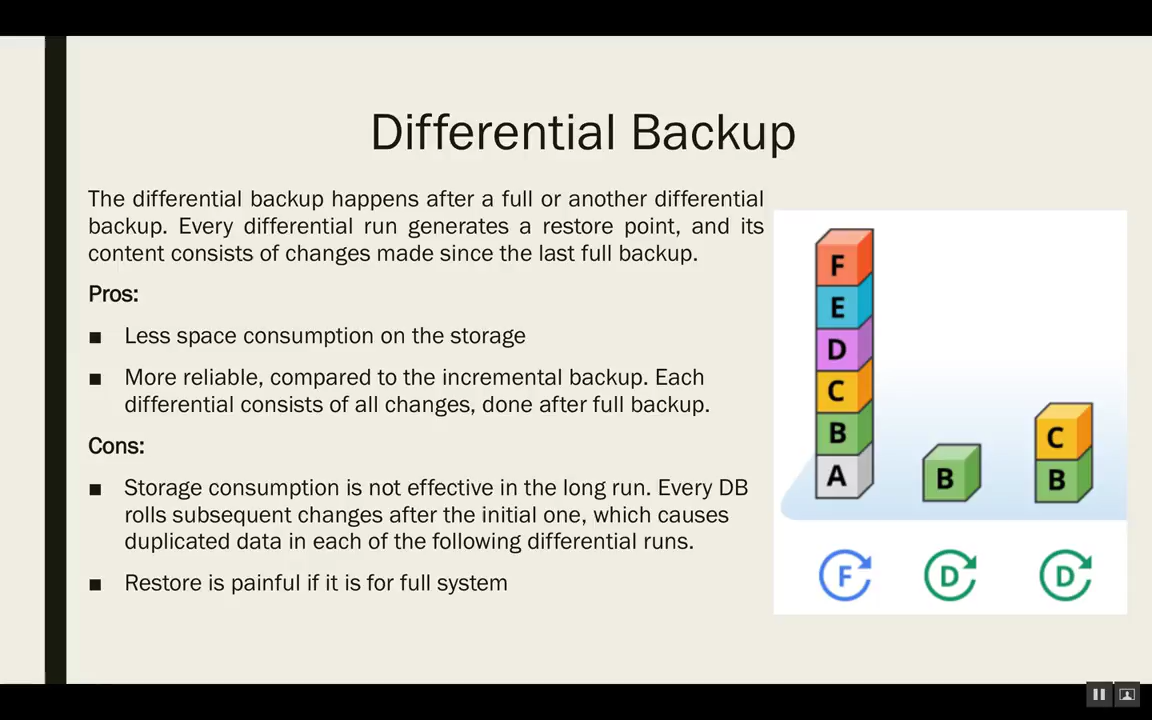 Differential Backup
The differential backup happens after a full or another differential
backup. Every differential run generates a restore point, and its
content consists of changes made since the last full backup.
Pros:
■ Less space consumption on the storage
■ More reliable, compared to the incremental backup. Each
differential consists of all changes, done after full backup.
Cons:
■ Storage consumption is not effective in the long run. Every DB
rolls subsequent changes after the initial one, which causes
duplicated data in each of the following differential runs.
■ Restore is painful if it is for full system
F
E
D
C
B
A
B
C
B
F
D
D